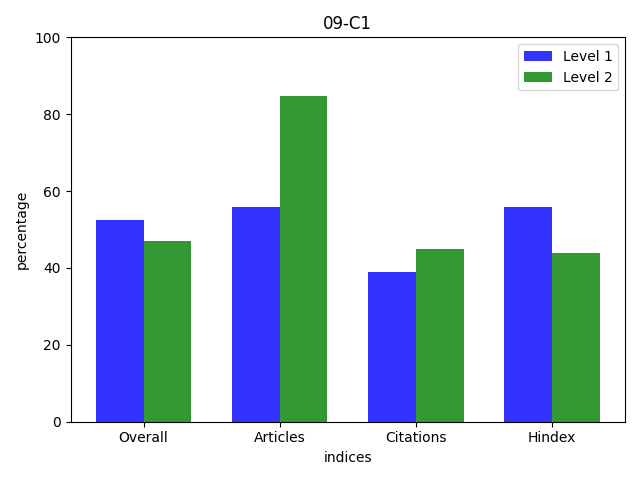 09-C1
Level 1
Level 2
percentage
100
80
60
40
20
0
Overall Articles Citations Hindex
indices